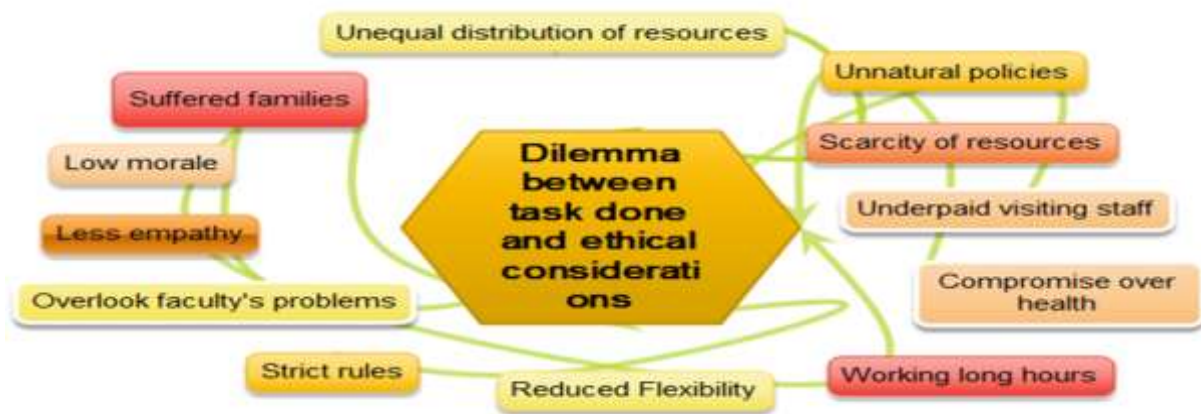 Unequal distribution of resources
Unnatural policies
Suffered families
Scarcity of resources
Low morale
Dilemma
between
task done
and ethical
considerati
ons
Underpaid visiting staff
Less empathy
Compromise over
health
Overlook faculty's problems
Strict rules
Reduced Flexibility
Working long hours